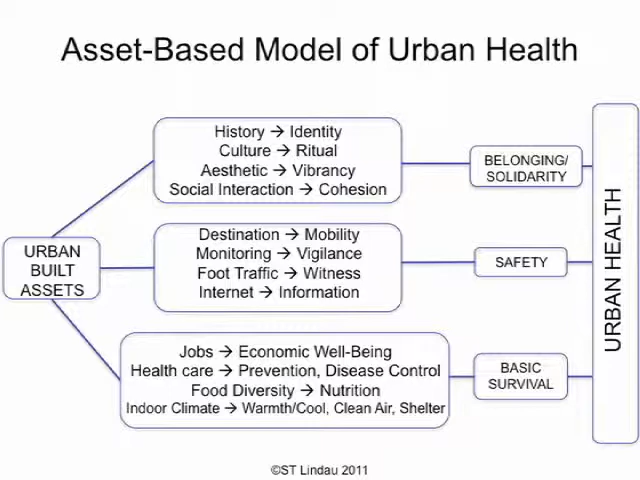 Asset-Based Model of Urban Health
History → Identity
Culture → Ritual
Aesthetic → Vibrancy
Social Interaction → Cohesion
BELONGING/
SOLIDARITY
URBAN
BUILT
ASSETS
Destination → Mobility
Monitoring → Vigilance
Foot Traffic → Witness
Internet → Information
SAFETY
URBAN HEALTH
Jobs → Economic Well-Being
Health care → Prevention, Disease Control
Food Diversity → Nutrition
Indoor Climate → Warmth/Cool, Clean Air, Shelter
BASIC
SURVIVAL
©ST Lindau 2011